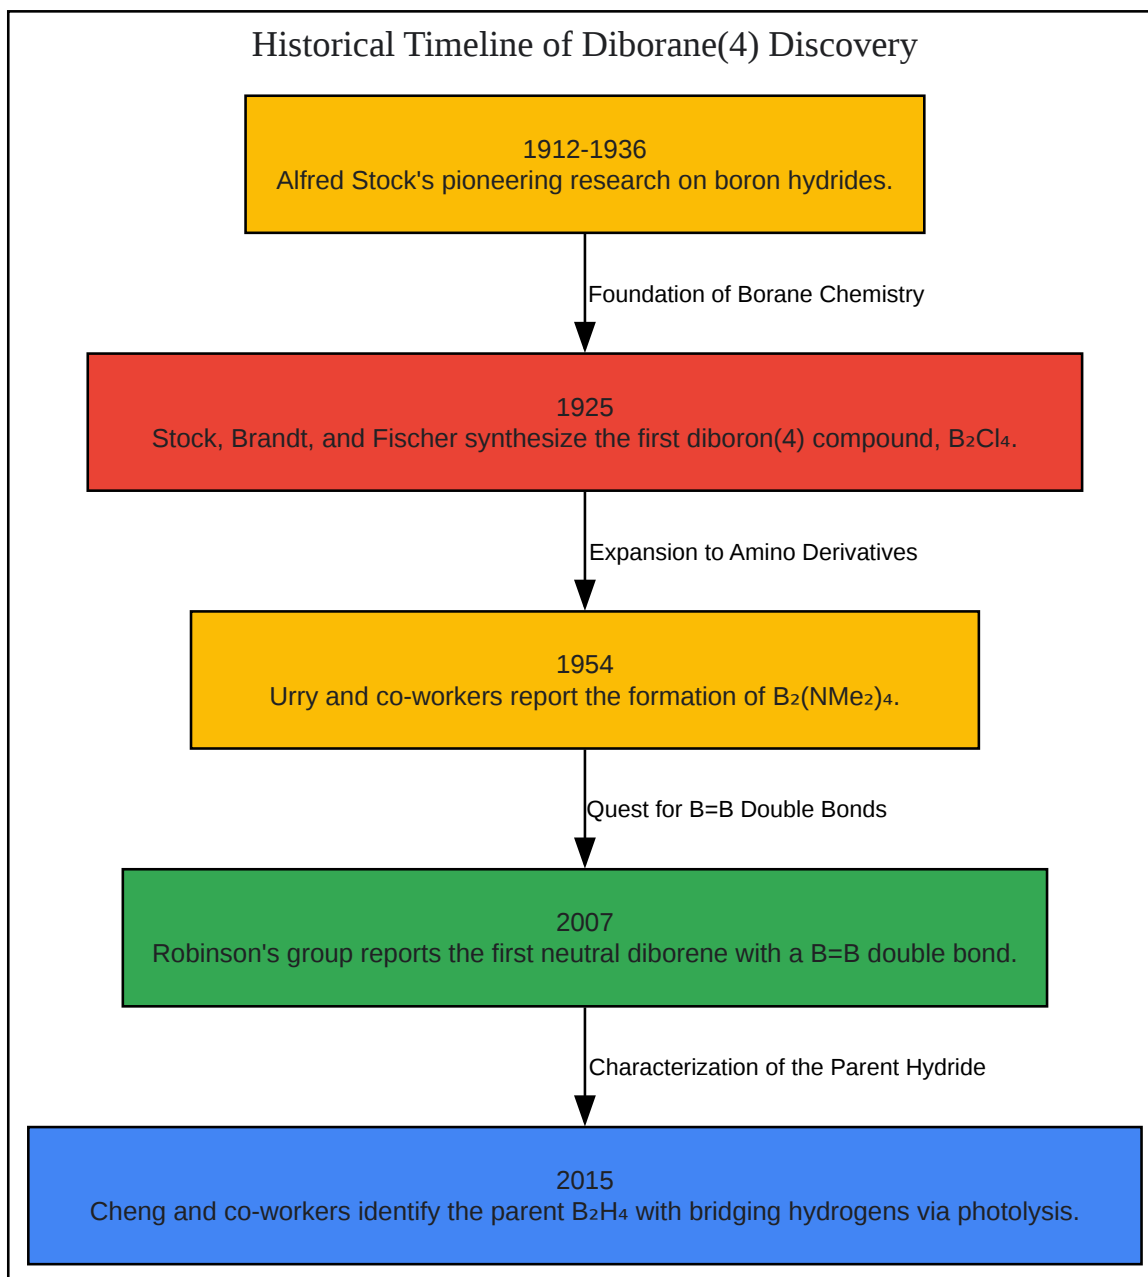 Historical Timeline of Diborane(4) Discovery
1912-1936
Alfred Stock's pioneering research on boron hydrides.
Foundation of Borane Chemistry
1925
Stock, Brandt, and Fischer synthesize the first diboron(4) compound, B₂Cl₄.
Expansion to Amino Derivatives
1954
Urry and co-workers report the formation of B₂(NMe₂)₄.
Quest for B=B Double Bonds
2007
Robinson's group reports the first neutral diborene with a B=B double bond.
Characterization of the Parent Hydride
2015
Cheng and co-workers identify the parent B₂H₄ with bridging hydrogens via photolysis.